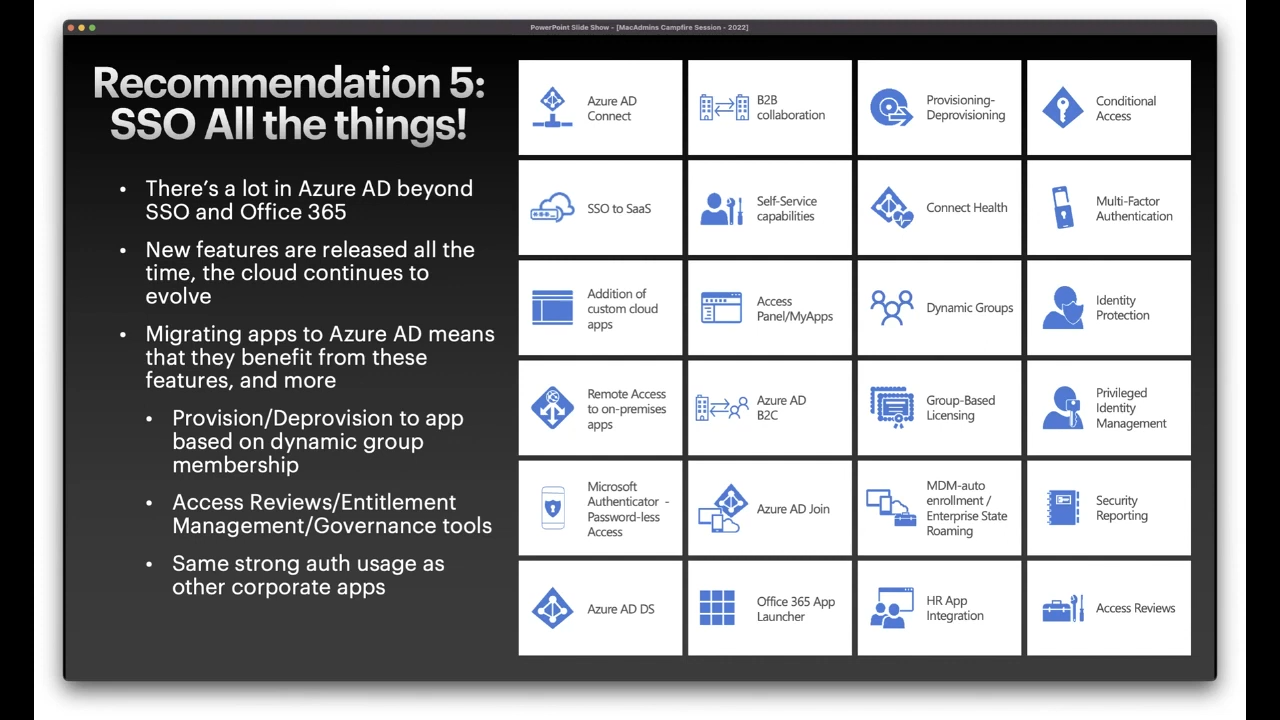 PowerPoint Slide Show - [MacAdmins Campfire Session - 2022]
Recommendation 5:
SSO All the things!
• There’s a lot in Azure AD beyond
SSO and Office 365
• New features are released all the
time, the cloud continues to
evolve
• Migrating apps to Azure AD means
that they benefit from these
features, and more
• Provision/Deprovision to app
based on dynamic group
membership
• Access Reviews/Entitlement
Management/Governance tools
• Same strong auth usage as
other corporate apps
Azure AD
Connect
B2B
collaboration
Provisioning-
Deprovisioning
Conditional
Access
SSO to SaaS
Self-Service
capabilities
Connect Health
Multi-Factor
Authentication
Addition of
custom cloud
apps
Access
Panel/MyApps
Dynamic Groups
Identity
Protection
Remote Access
to on-premises
apps
Azure AD
B2C
Group-Based
Licensing
Privileged
Identity
Management
Microsoft
Authenticator -
Password-less
Access
Azure AD Join
MDM-auto
enrollment /
Enterprise State
Roaming
Security
Reporting
Azure AD DS
Office 365 App
Launcher
HR App
Integration
Access Reviews